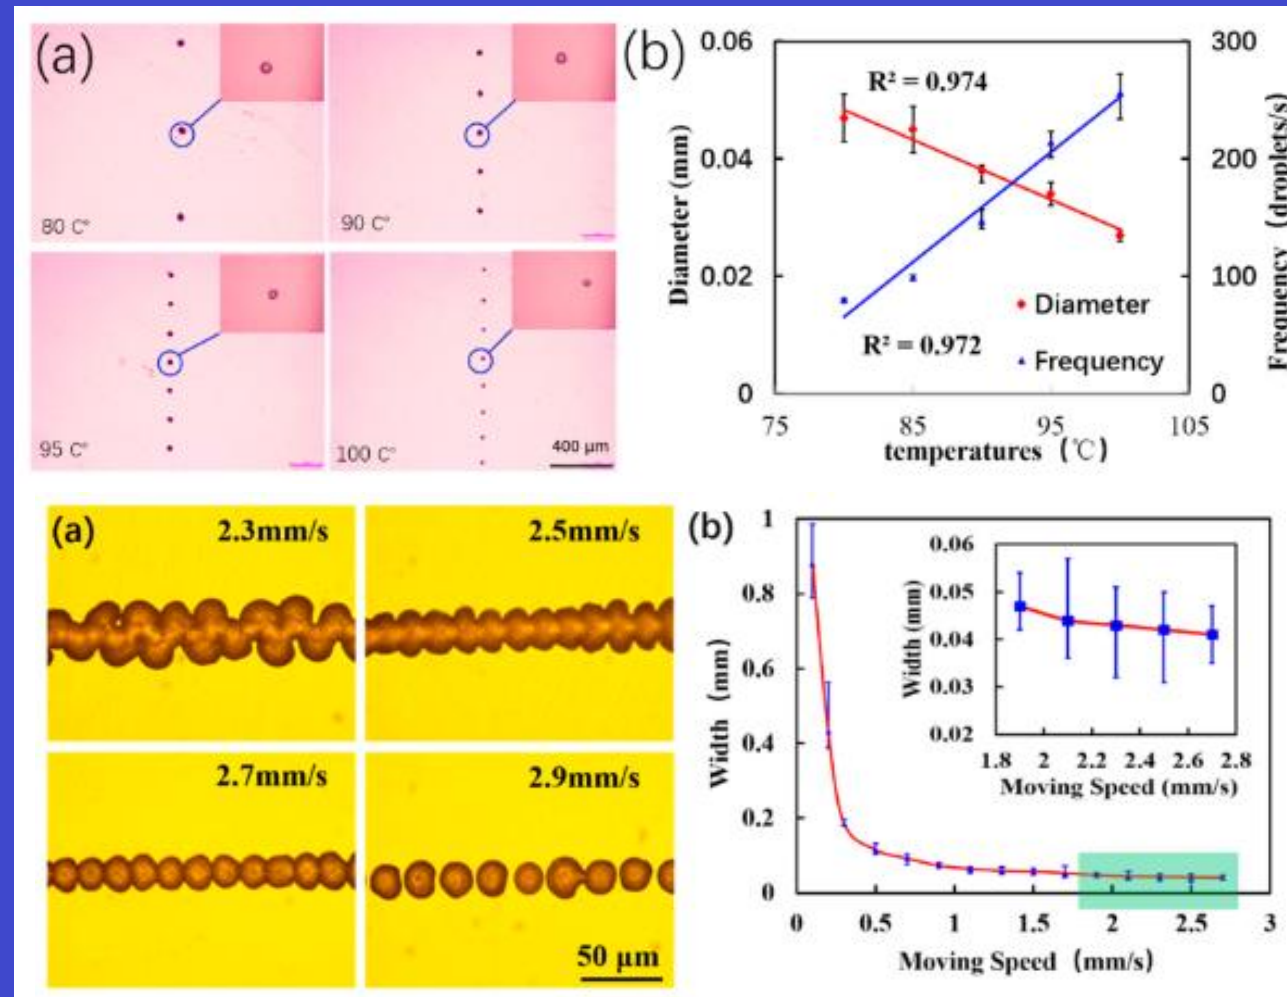 (a)
80 C°
90 C°
95 C°
100 C°
400 μm
(b)
0.06
0.04
0.02
0
Diameter (mm)
300
200
100
0
Frequency (droplets/s)
R² = 0.974
R² = 0.972
Diameter
Frequency
75 85 95 105
temperatures (℃)
(a)
2.3mm/s
2.5mm/s
2.7mm/s
2.9mm/s
50 μm
(b)
1
0.8
0.6
0.4
0.2
0
Width (mm)
0 0.5 1 1.5 2 2.5 3
Moving Speed (mm/s)
0.06
0.05
0.04
0.03
0.02
Width (mm)
1.8 2 2.2 2.4 2.6 2.8
Moving Speed (mm/s)